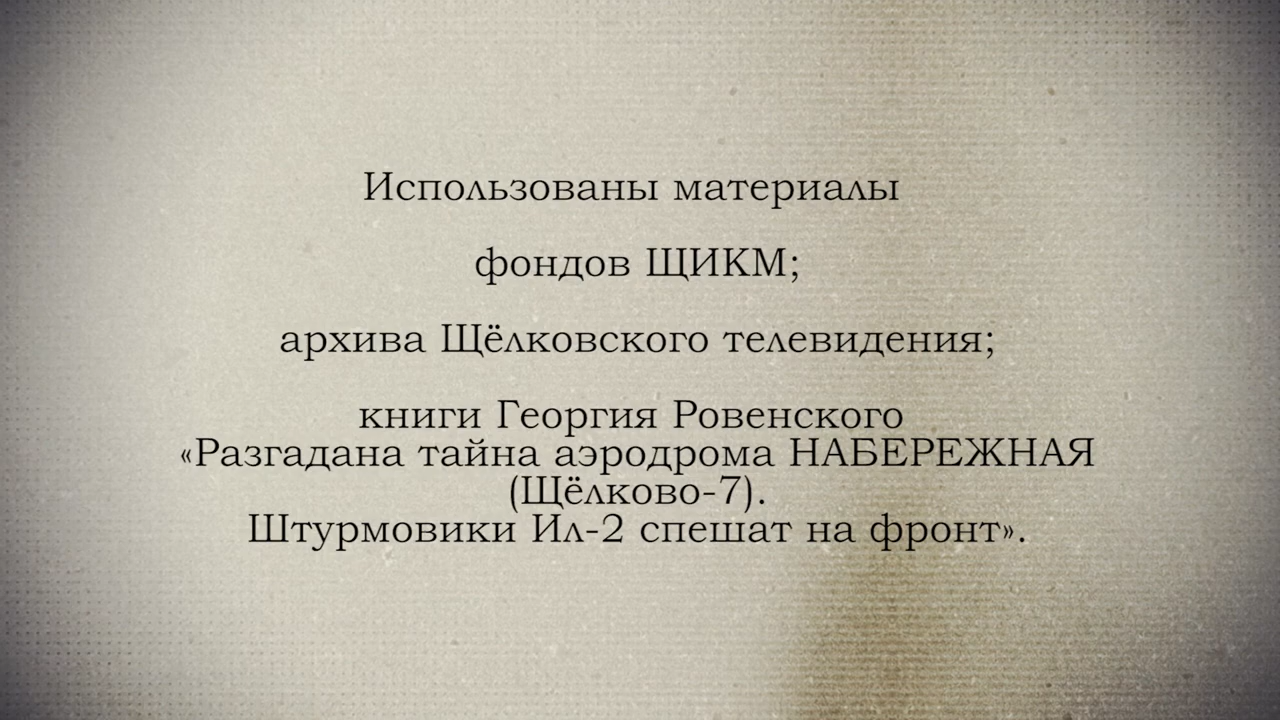 Использованы материалы
фондов ЩИКМ;
архива Щёлковского телевидения;
книги Георгия Ровенского
«Разгадана тайна аэродрома НАБЕРЕЖНАЯ
(Щёлково-7).
Штурмовики Ил-2 спешат на фронт».